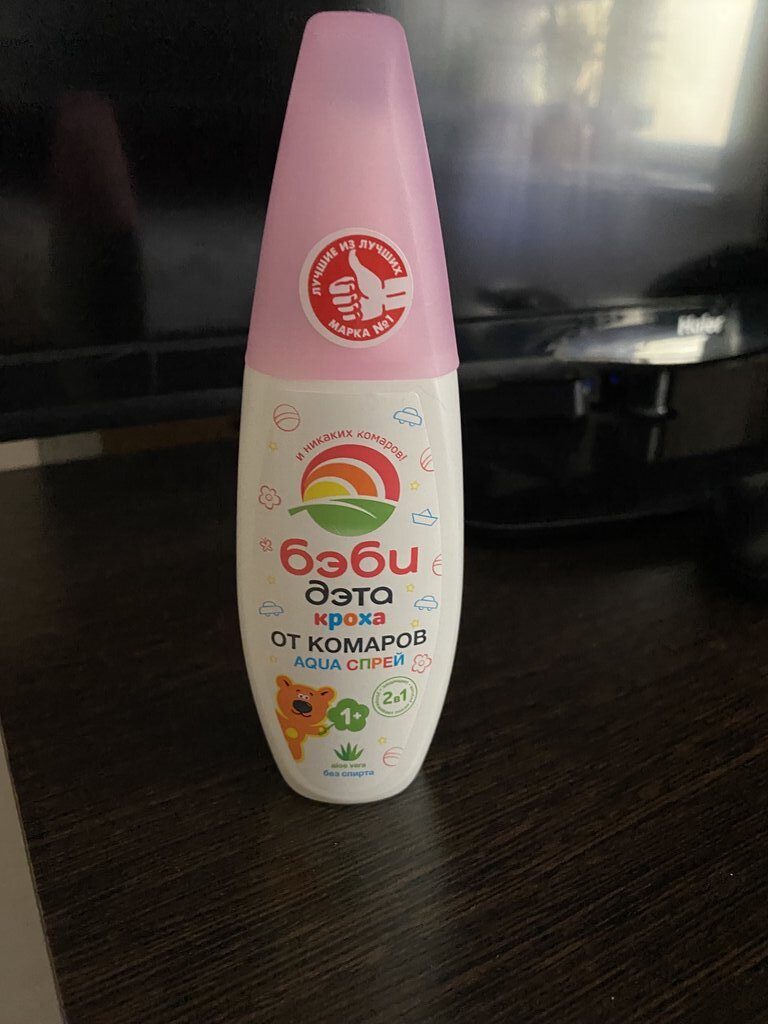 ЛУЧШИЕ ИЗ ЛУЧШИХ
МАРКА №1
Haier
и никаких комаров!
бэби
дэта
кроха
ОТ КОМАРОВ
AQUA СПРЕЙ
2в1
1+
aloe vera
без спирта